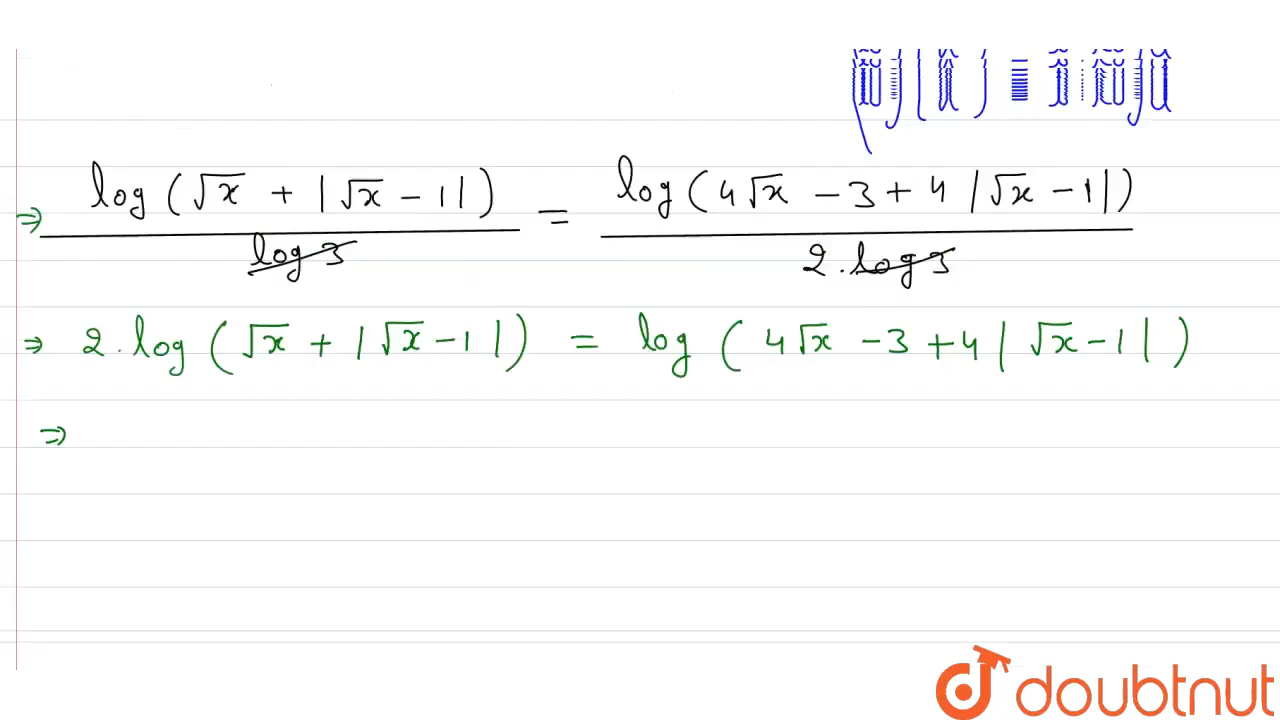 ⇒ log(√x + |√x - 1|) / log 3 = log(4√x - 3 + 4|√x - 1|) / 2.log 3
⇒ 2.log(√x + |√x - 1|) = log(4√x - 3 + 4|√x - 1|)
⇒
doubtnut